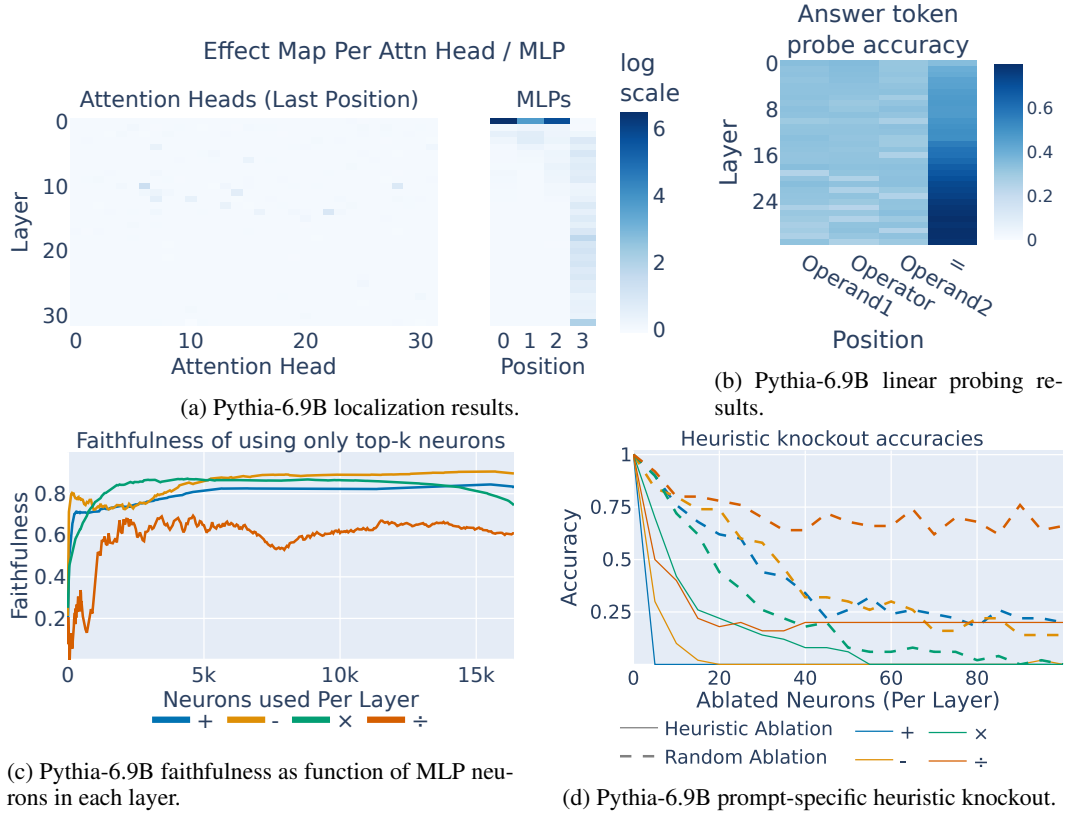 Effect Map Per Attn Head / MLP
Attention Heads (Last Position)
MLPs
log
scale
0
10
20
30
Layer
0
10
20
30
Attention Head
0 1 2 3
Position
6
4
2
0
(a) Pythia-6.9B localization results.
Answer token
probe accuracy
0
8
16
24
Layer
Operand1
Operator
Operand2
=
Position
0.6
0.4
0.2
0
(b) Pythia-6.9B linear probing re-
sults.
Faithfulness of using only top-k neurons
0.8
0.6
0.4
0.2
Faithfulness
0
5k
10k
15k
Neurons used Per Layer
+ - × ÷
(c) Pythia-6.9B faithfulness as function of MLP neu-
rons in each layer.
Heuristic knockout accuracies
1
0.75
0.5
0.25
Accuracy
0
20
40
60
80
Ablated Neurons (Per Layer)
Heuristic Ablation + ×
Random Ablation - ÷
(d) Pythia-6.9B prompt-specific heuristic knockout.